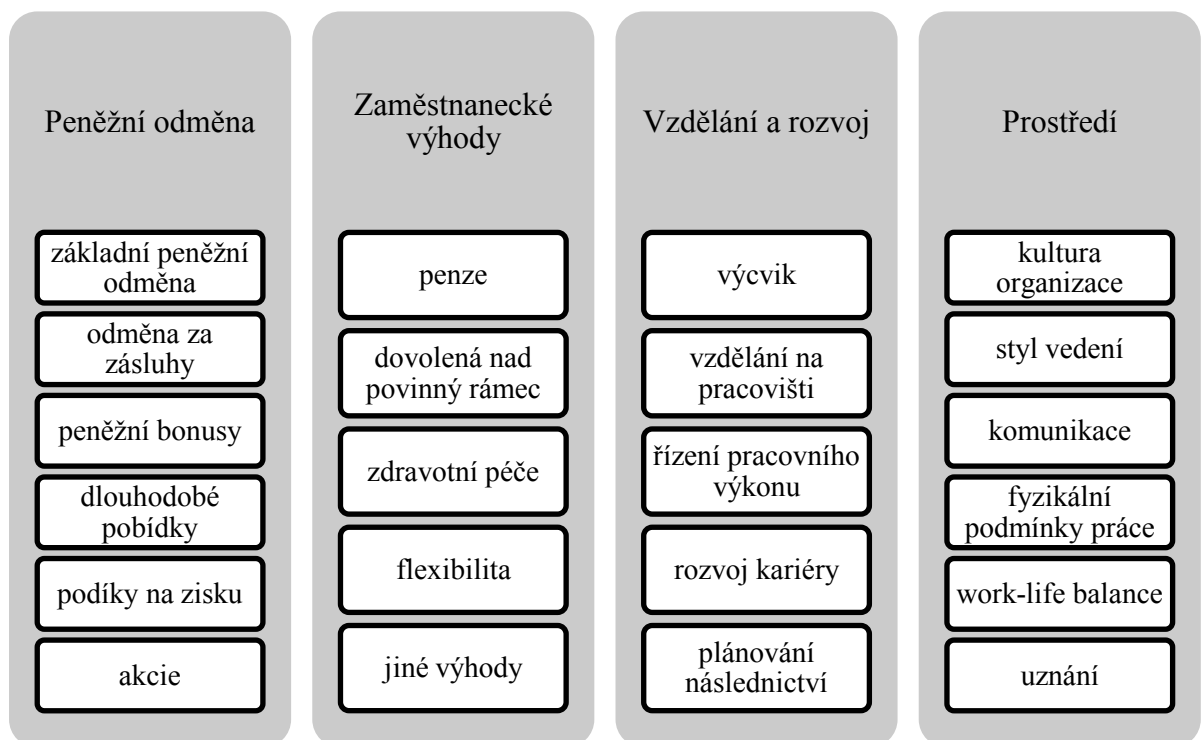 Peněžní odměna
základní peněžní
odměna
odměna za
zásluhy
peněžní bonusy
dlouhodobé
pobídky
podíky na zisku
akcie
Zaměstnanecké
výhody
penze
dovolená nad
povinný rámec
zdravotní péče
flexibilita
jiné výhody
Vzdělání a rozvoj
výcvik
vzdělání na
pracovišti
řízení pracovního
výkonu
rozvoj kariéry
plánování
následnictví
Prostředí
kultura
organizace
styl vedení
komunikace
fyzikální
podmínky práce
work-life balance
uznání